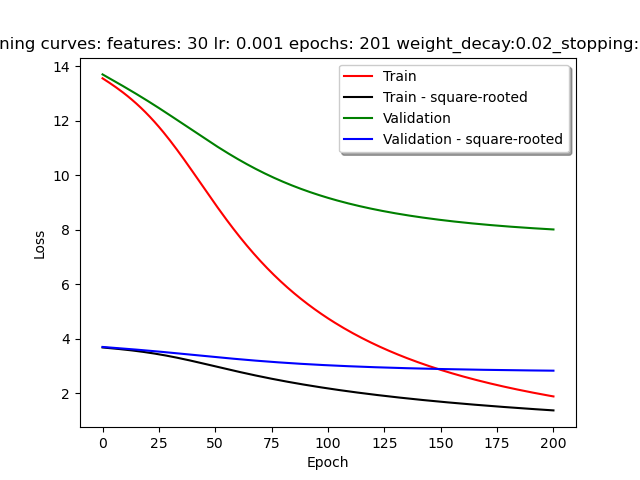 ning curves: features: 30 lr: 0.001 epochs: 201 weight_decay:0.02_stopping:
14
12
10
8
6
4
2
Loss
Train
Train - square-rooted
Validation
Validation - square-rooted
0 25 50 75 100 125 150 175 200
Epoch